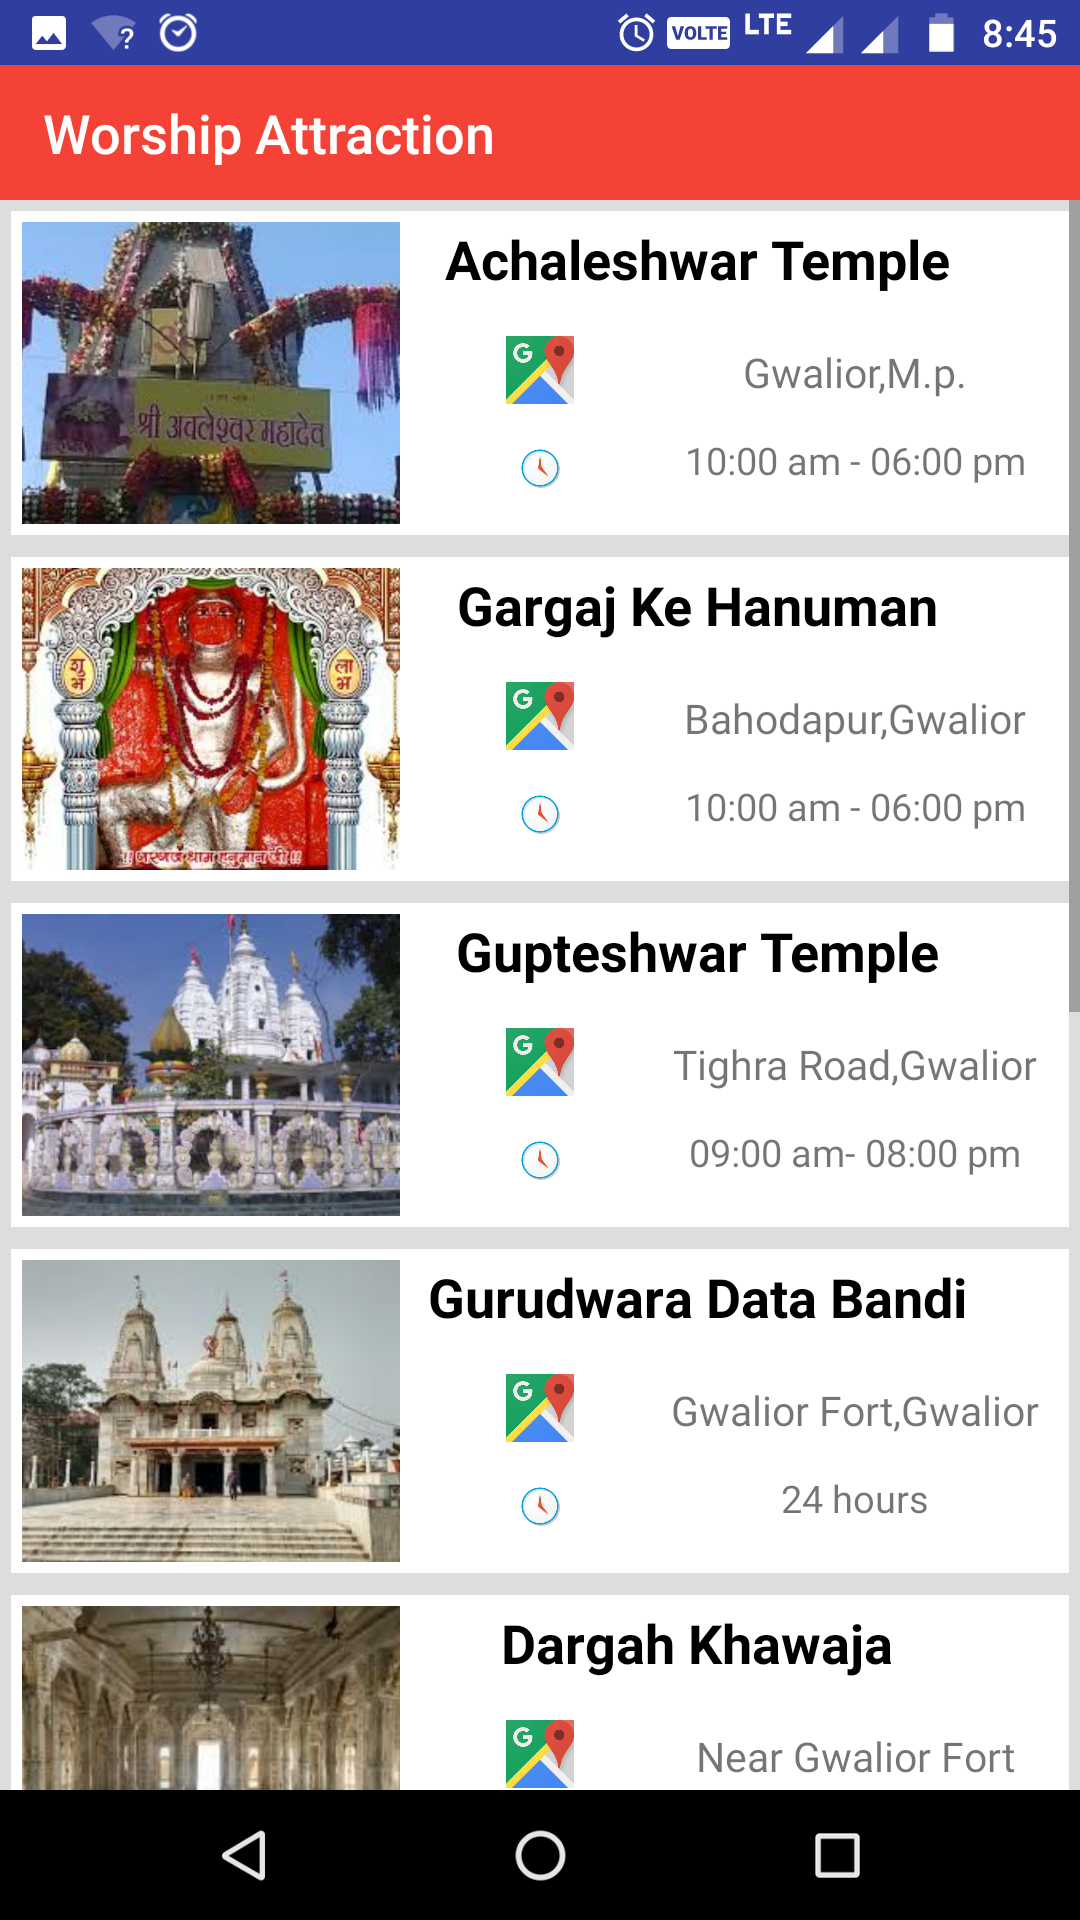 VOLTE LTE 8:45
Worship Attraction
Achaleshwar Temple
श्री अचलेश्वर महादेव
Gwalior,M.p.
10:00 am - 06:00 pm
Gargaj Ke Hanuman
शुभ
लाभ
Bahodapur,Gwalior
10:00 am - 06:00 pm
Gupteshwar Temple
Tighra Road,Gwalior
09:00 am- 08:00 pm
Gurudwara Data Bandi
Gwalior Fort,Gwalior
24 hours
Dargah Khawaja
Near Gwalior Fort